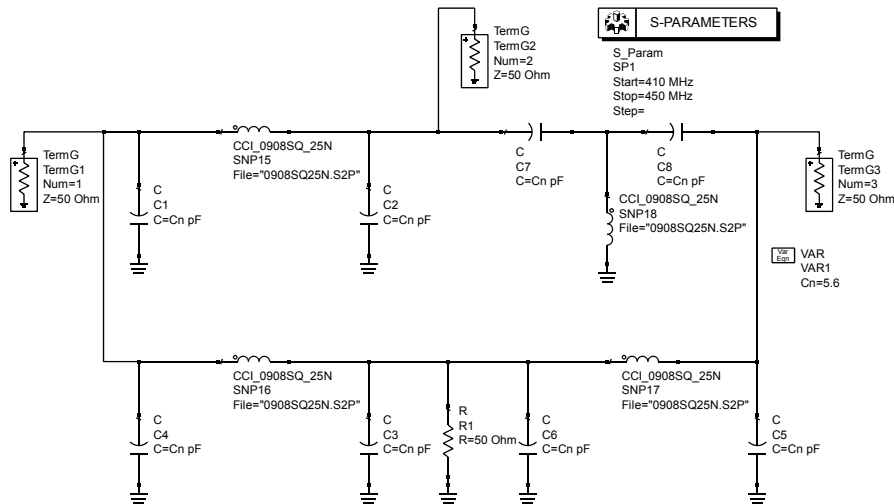 TermG
TermG2
Num=2
Z=50 Ohm
S-PARAMETERS
S_Param
SP1
Start=410 MHz
Stop=450 MHz
Step=
TermG
TermG1
Num=1
Z=50 Ohm
CCI_0908SQ_25N
SNP15
File="0908SQ25N.S2P"
C
C1
C=Cn pF
C
C2
C=Cn pF
C
C7
C=Cn pF
C
C8
C=Cn pF
CCI_0908SQ_25N
SNP18
File="0908SQ25N.S2P"
TermG
TermG3
Num=3
Z=50 Ohm
Var
Eqn
VAR
VAR1
Cn=5.6
CCI_0908SQ_25N
SNP16
File="0908SQ25N.S2P"
CCI_0908SQ_25N
SNP17
File="0908SQ25N.S2P"
C
C4
C=Cn pF
C
C3
C=Cn pF
R
R1
R=50 Ohm
C
C6
C=Cn pF
C
C5
C=Cn pF